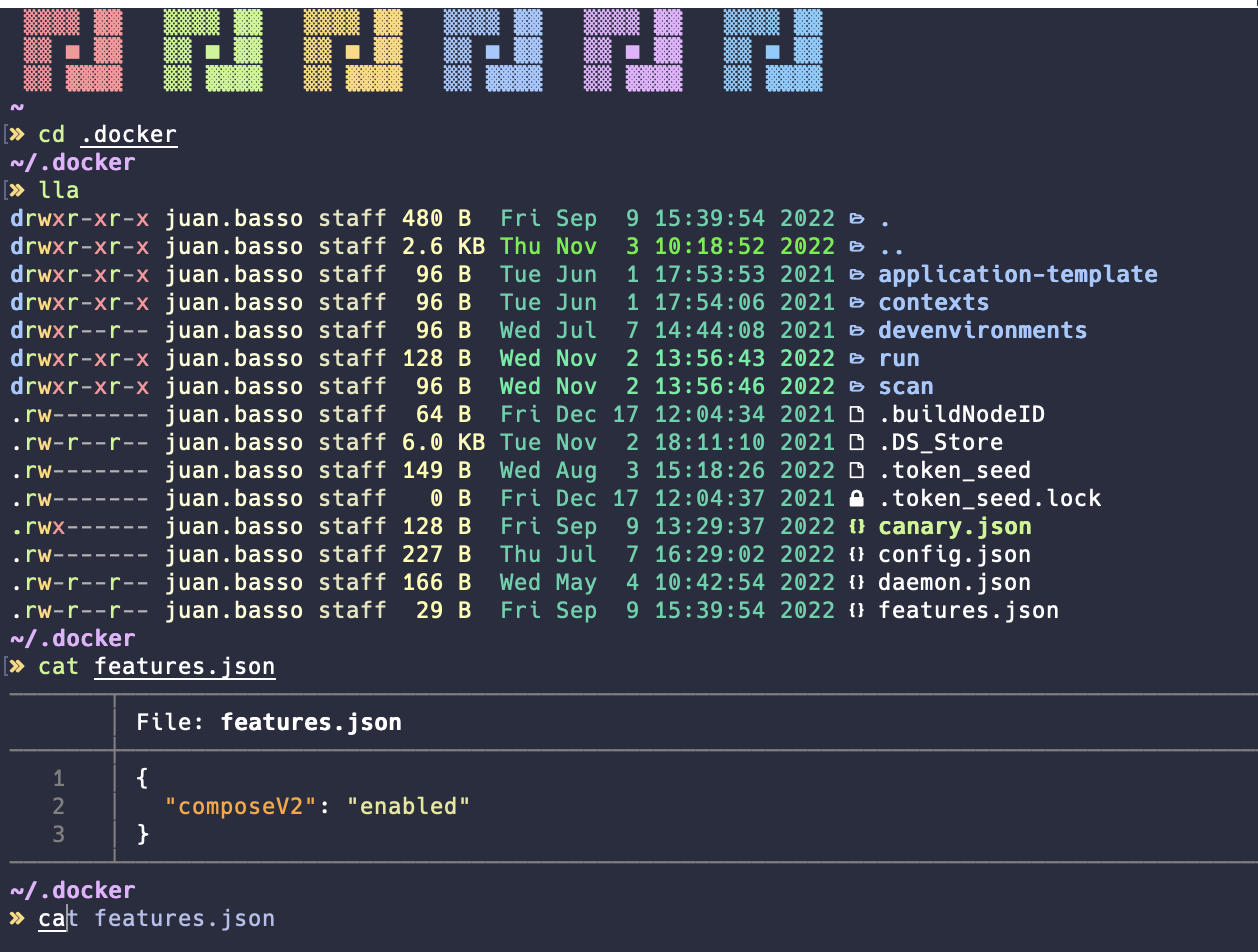 ~
» cd .docker
~/.docker
» lla
drwxr-xr-x juan.basso staff 480 B  Fri Sep  9 15:39:54 2022 .
drwxr-xr-x juan.basso staff 2.6 KB Thu Nov  3 10:18:52 2022 ..
drwxr-xr-x juan.basso staff  96 B  Tue Jun  1 17:53:53 2021 application-template
drwxr-xr-x juan.basso staff  96 B  Tue Jun  1 17:54:06 2021 contexts
drwxr--r-- juan.basso staff  96 B  Wed Jul  7 14:44:08 2021 devenvironments
drwxr-xr-x juan.basso staff 128 B  Wed Nov  2 13:56:43 2022 run
drwxr-xr-x juan.basso staff  96 B  Wed Nov  2 13:56:46 2022 scan
.rw------- juan.basso staff  64 B  Fri Dec 17 12:04:34 2021 .buildNodeID
.rw-r--r-- juan.basso staff 6.0 KB Tue Nov  2 18:11:10 2021 .DS_Store
.rw------- juan.basso staff 149 B  Wed Aug  3 15:18:26 2022 .token_seed
.rw------- juan.basso staff   0 B  Fri Dec 17 12:04:37 2021 .token_seed.lock
.rwx------ juan.basso staff 128 B  Fri Sep  9 13:29:37 2022 {} canary.json
.rw------- juan.basso staff 227 B  Thu Jul  7 16:29:02 2022 {} config.json
.rw-r--r-- juan.basso staff 166 B  Wed May  4 10:42:54 2022 {} daemon.json
.rw-r--r-- juan.basso staff  29 B  Fri Sep  9 15:39:54 2022 {} features.json
~/.docker
» cat features.json
File: features.json
1 {
2   "composeV2": "enabled"
3 }
~/.docker
» cat features.json